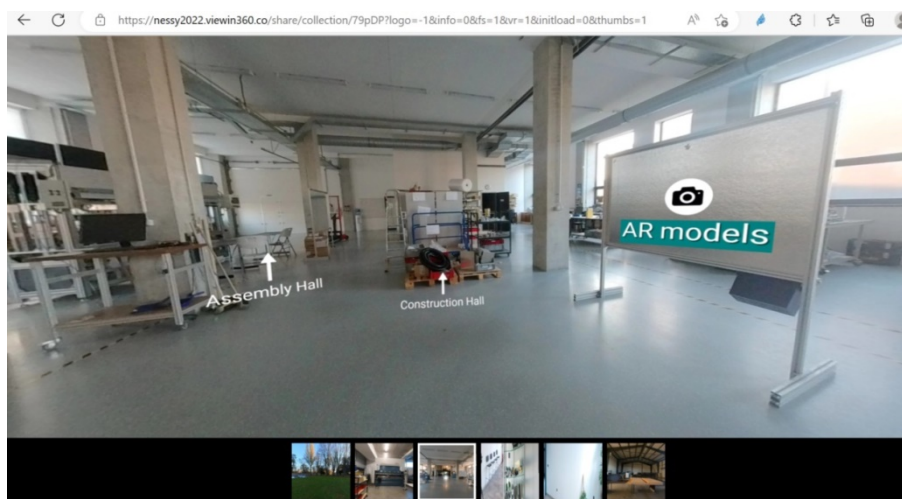 https://nessy2022.viewin360.co/share/collection/79pDP?logo=-1&info=0&fs=1&vr=1&initload=0&thumbs=1
AR models
Assembly Hall
Construction Hall